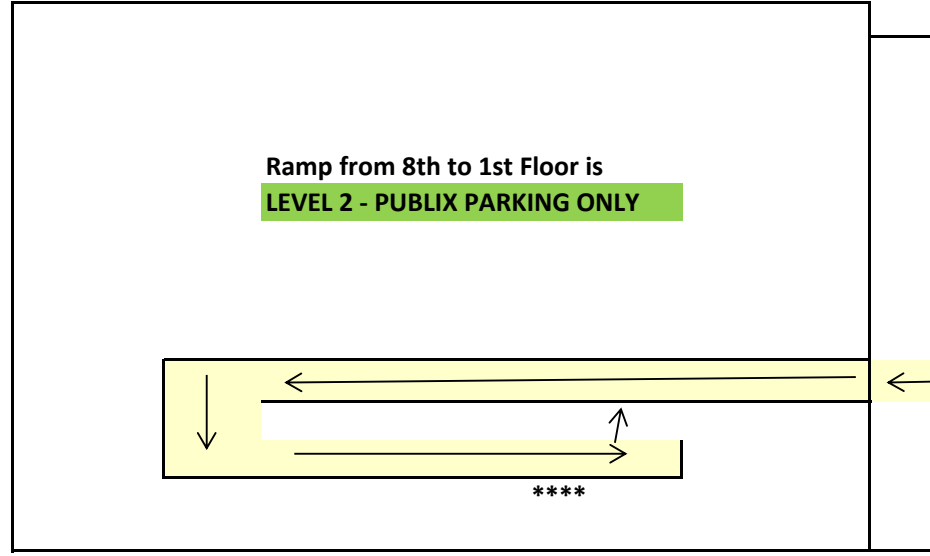 Ramp from 8th to 1st Floor is
LEVEL 2 - PUBLIX PARKING ONLY
****